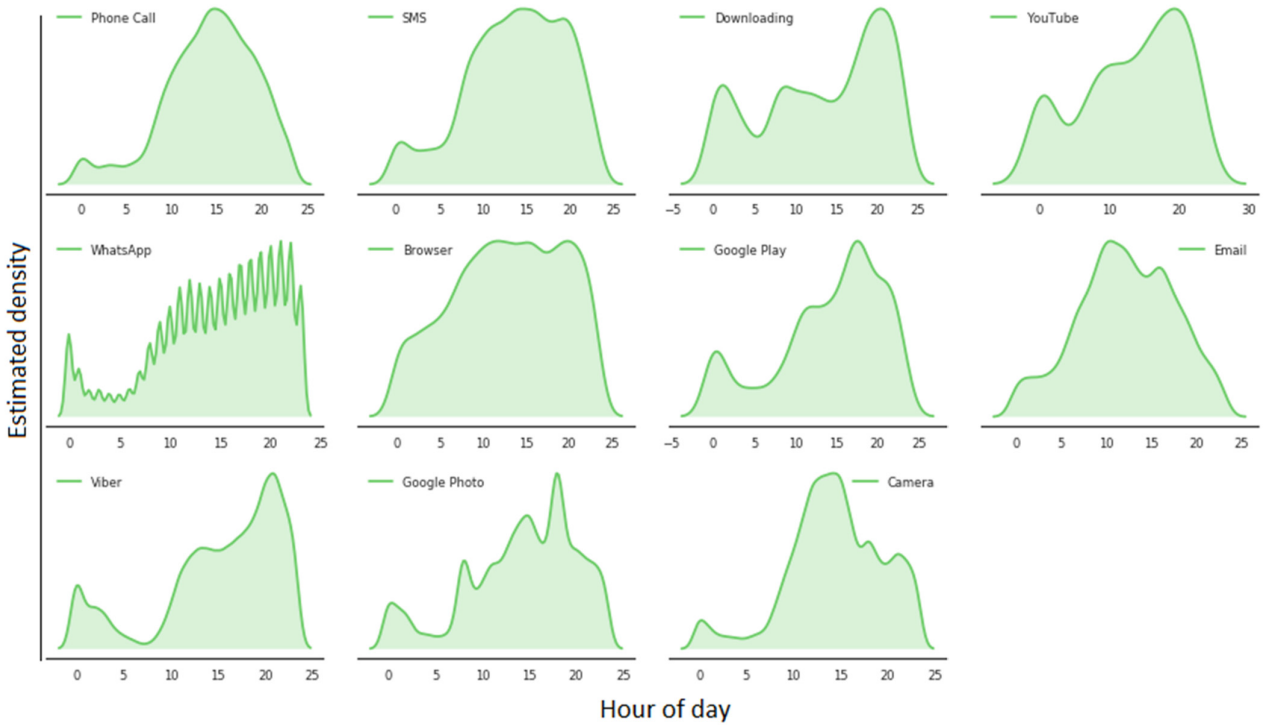 Phone Call
SMS
Downloading
YouTube
0 5 10 15 20 25
0 5 10 15 20 25
−5 0 5 10 15 20 25
0 10 20 30
WhatsApp
Browser
Google Play
Email
0 5 10 15 20 25
0 5 10 15 20 25
−5 0 5 10 15 20 25
0 5 10 15 20 25
Viber
Google Photo
Camera
0 5 10 15 20 25
0 5 10 15 20 25
0 5 10 15 20 25
Estimated density
Hour of day